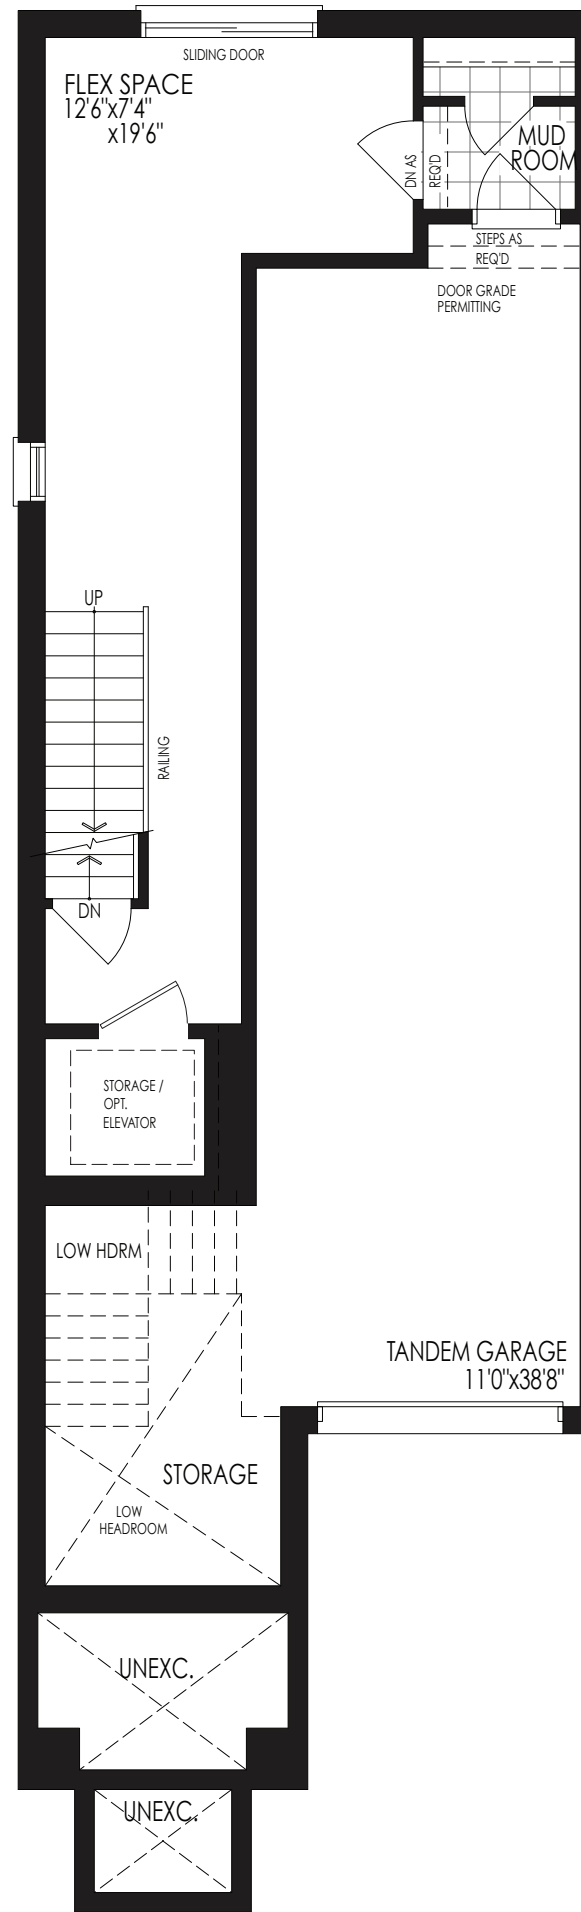 SLIDING DOOR
FLEX SPACE
12'6"x7'4"
x19'6"
MUD
ROOM
DN AS
REQ'D
STEPS AS
REQ'D
DOOR GRADE
PERMITTING
UP
RAILING
DN
STORAGE /
OPT.
ELEVATOR
LOW HDRM
TANDEM GARAGE
11'0"x38'8"
STORAGE
LOW
HEADROOM
UNEXC.
UNEXC.